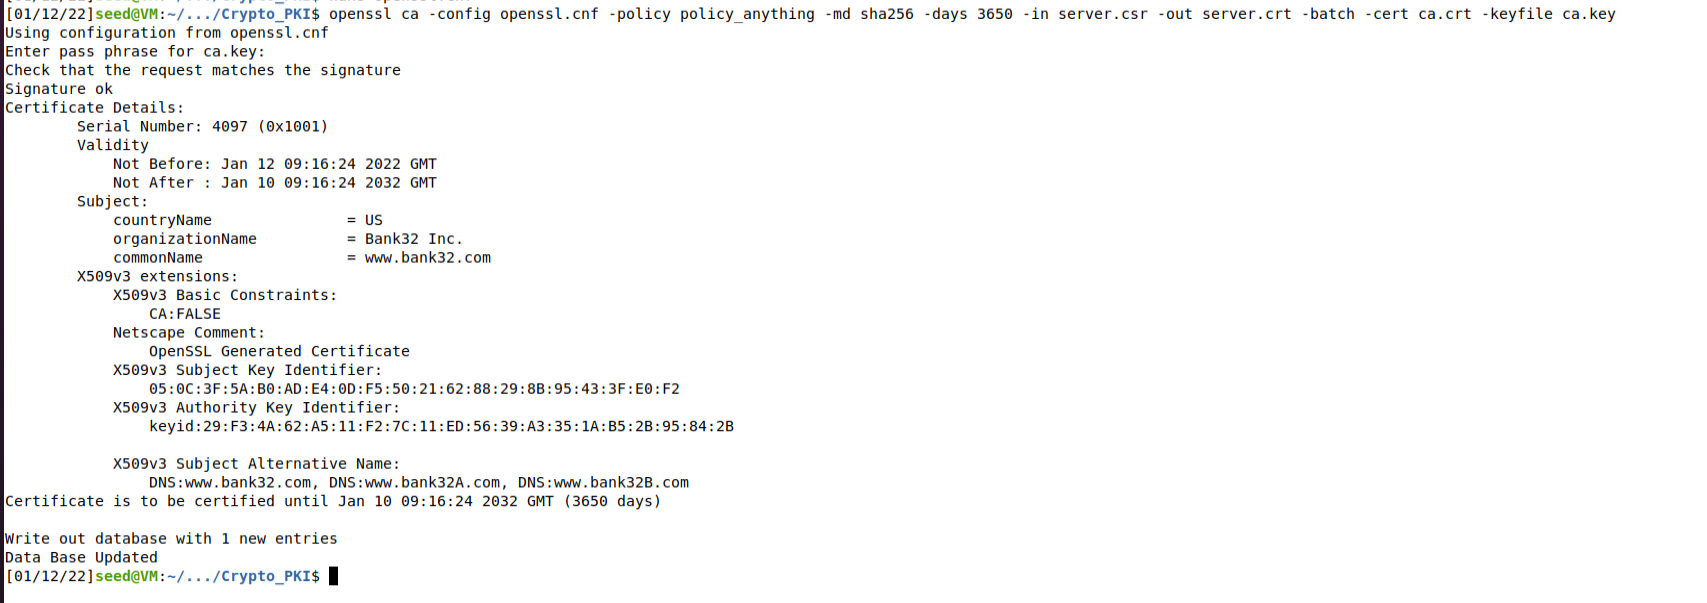 [01/12/22]seed@VM:~/.../Crypto_PKI$ openssl ca -config openssl.cnf -policy policy_anything -md sha256 -days 3650 -in server.csr -out server.crt -batch -cert ca.crt -keyfile ca.key
Using configuration from openssl.cnf
Enter pass phrase for ca.key:
Check that the request matches the signature
Signature ok
Certificate Details:
        Serial Number: 4097 (0x1001)
        Validity
            Not Before: Jan 12 09:16:24 2022 GMT
            Not After : Jan 10 09:16:24 2032 GMT
        Subject:
            countryName               = US
            organizationName          = Bank32 Inc.
            commonName                = www.bank32.com
        X509v3 extensions:
            X509v3 Basic Constraints:
                CA:FALSE
            Netscape Comment:
                OpenSSL Generated Certificate
            X509v3 Subject Key Identifier:
                05:0C:3F:5A:B0:AD:E4:0D:F5:50:21:62:88:29:8B:95:43:3F:E0:F2
            X509v3 Authority Key Identifier:
                keyid:29:F3:4A:62:A5:11:F2:7C:11:ED:56:39:A3:35:1A:B5:2B:95:84:2B
            X509v3 Subject Alternative Name:
                DNS:www.bank32.com, DNS:www.bank32A.com, DNS:www.bank32B.com
Certificate is to be certified until Jan 10 09:16:24 2032 GMT (3650 days)
Write out database with 1 new entries
Data Base Updated
[01/12/22]seed@VM:~/.../Crypto_PKI$